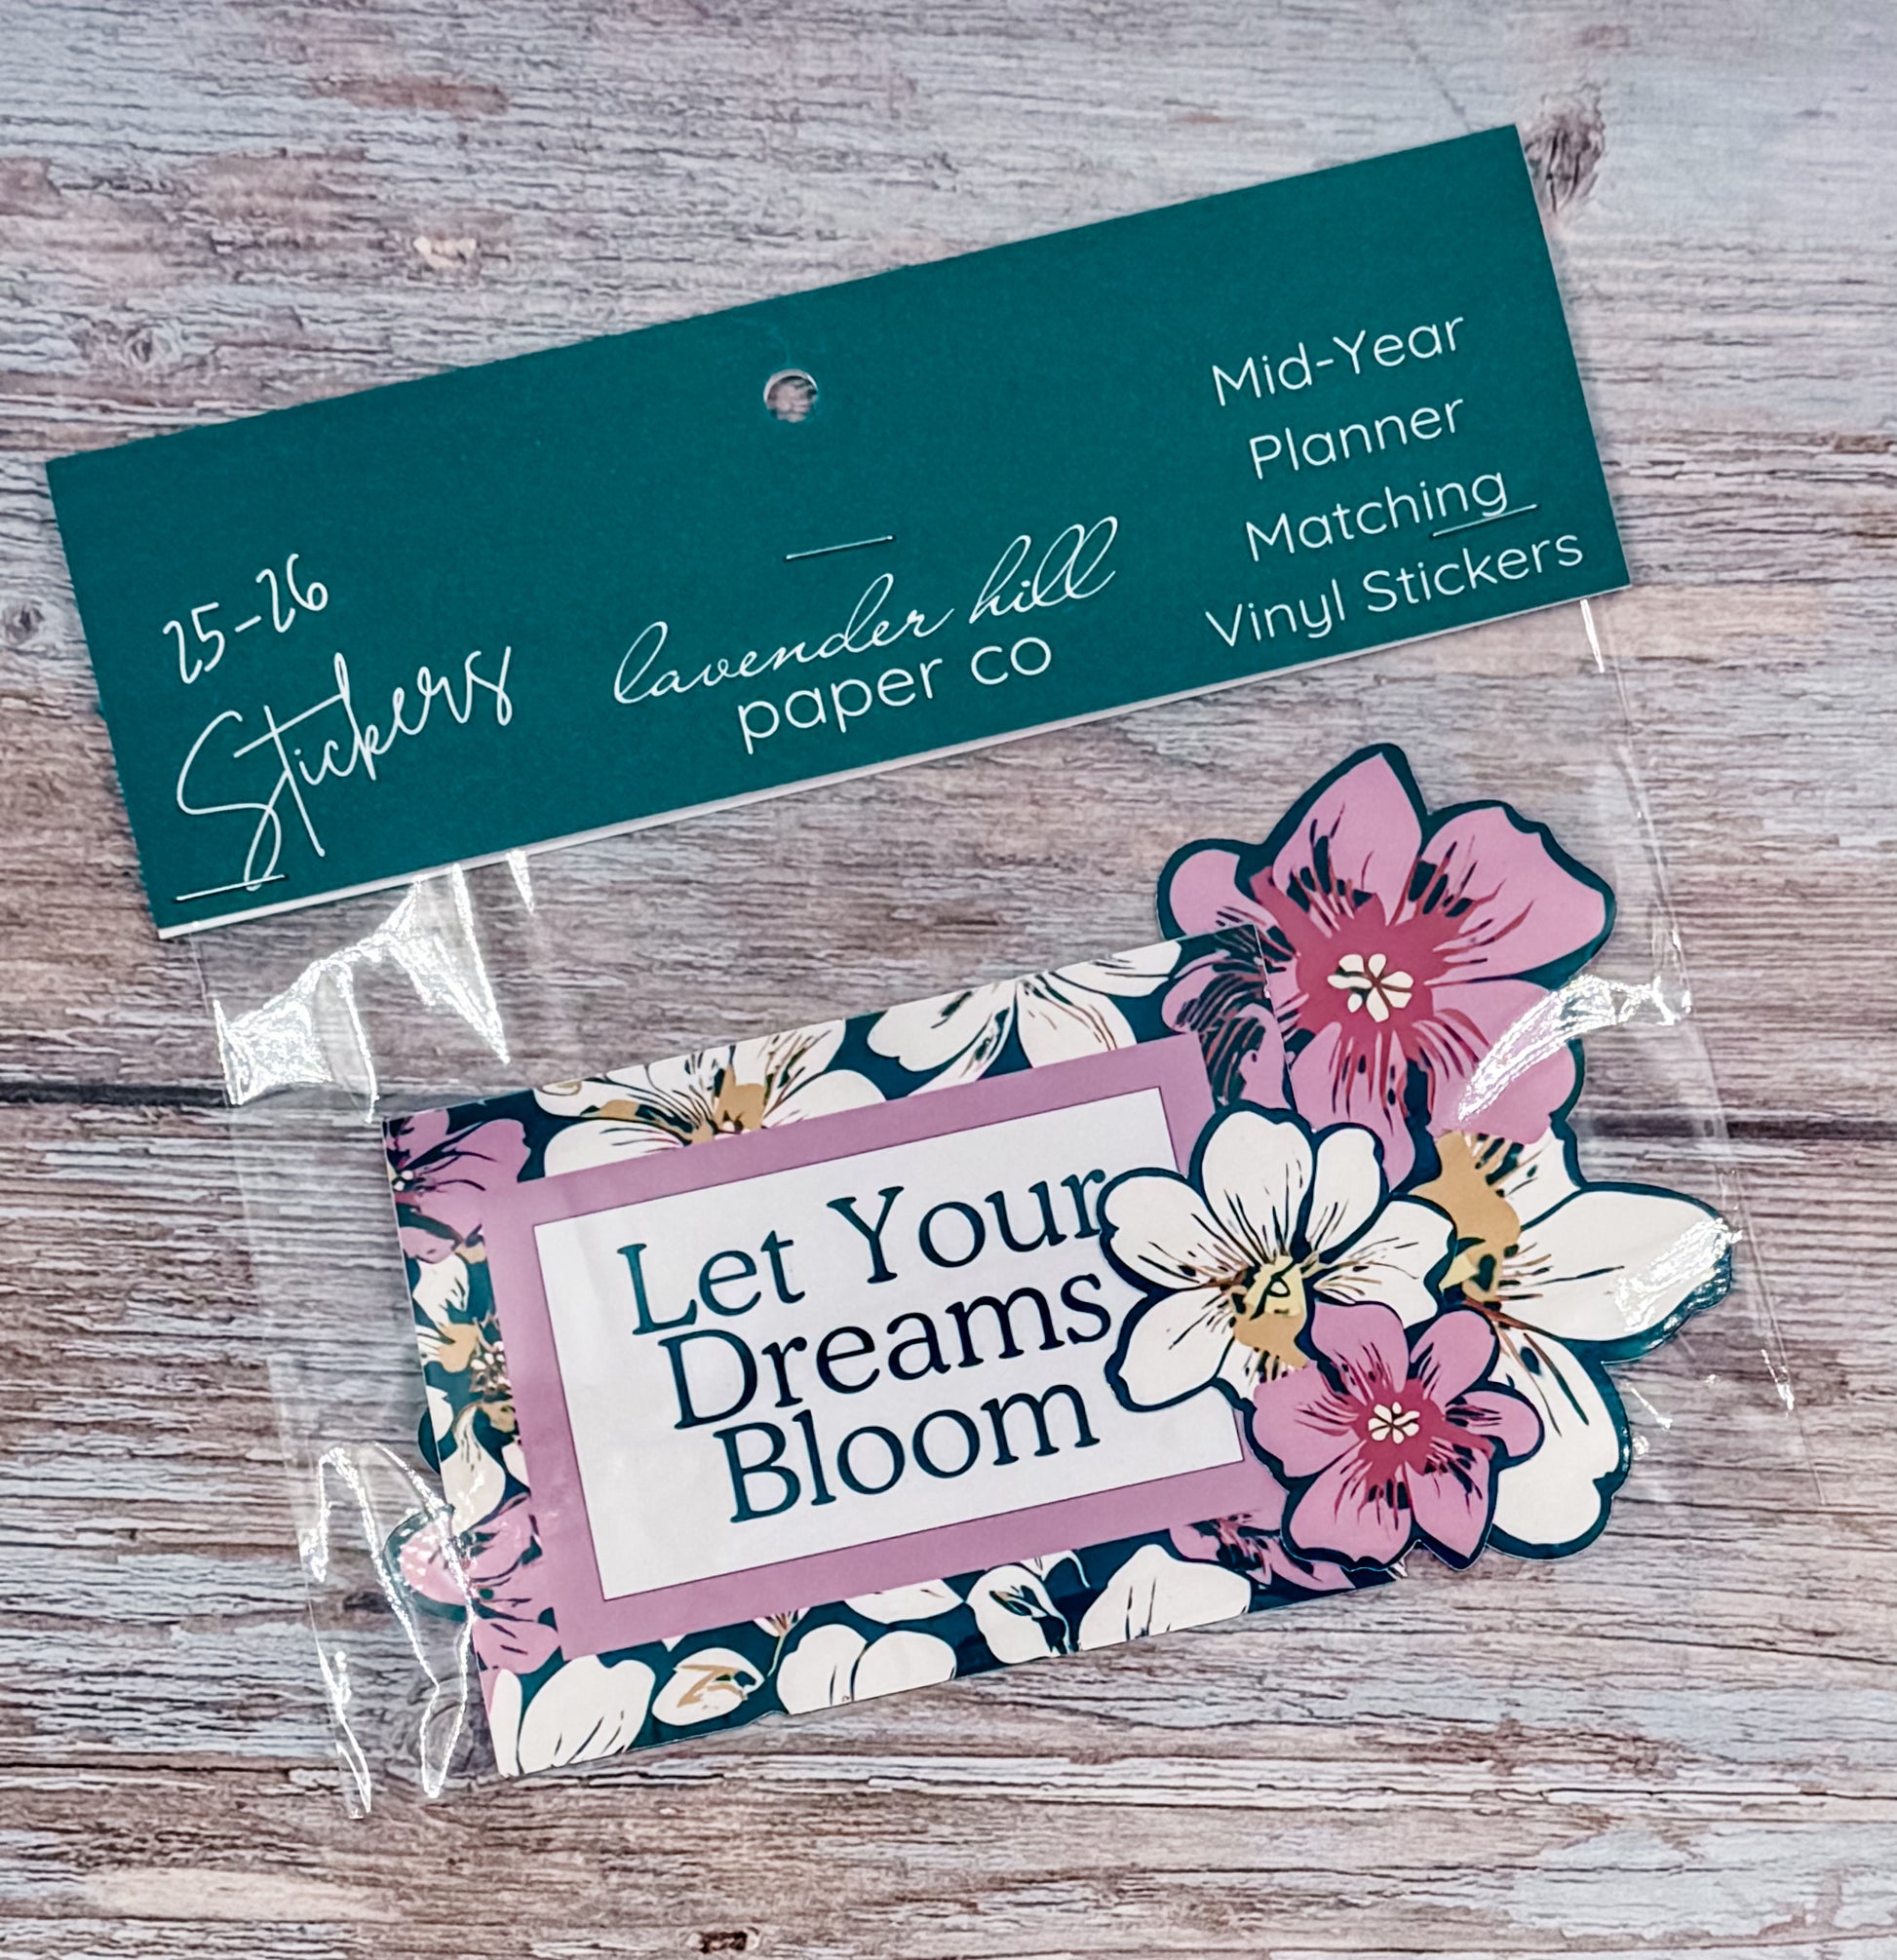 25-26
Stickers
lavender hill
paper co
Mid-Year
Planner
Matching
Vinyl Stickers
Let Your
Dreams
Bloom